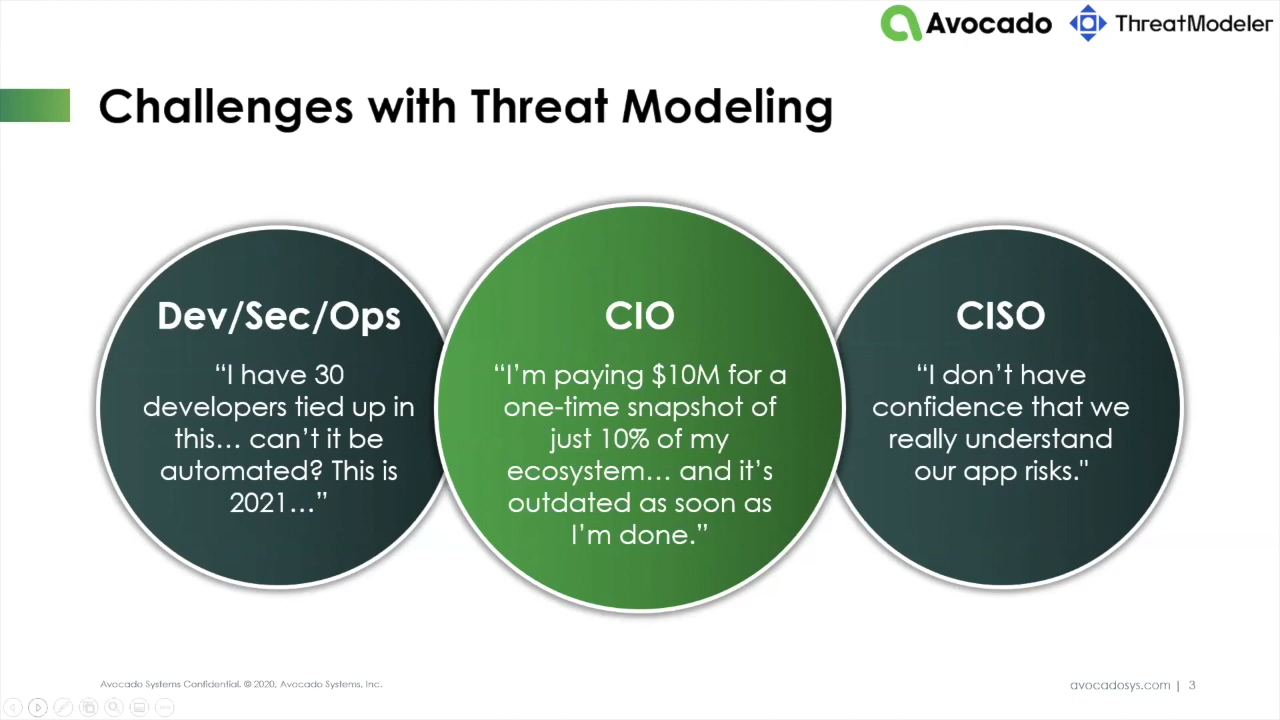 Avocado ThreatModeler
Challenges with Threat Modeling
Dev/Sec/Ops
“I have 30
developers tied up in
this... can’t it be
automated? This is
2021...”
CIO
“I’m paying $10M for a
one-time snapshot of
just 10% of my
ecosystem... and it’s
outdated as soon as
I’m done.”
CISO
“I don’t have
confidence that we
really understand
our app risks."
Avocado Systems Confidential. © 2020, Avocado Systems, Inc.
avocadosys.com | 3